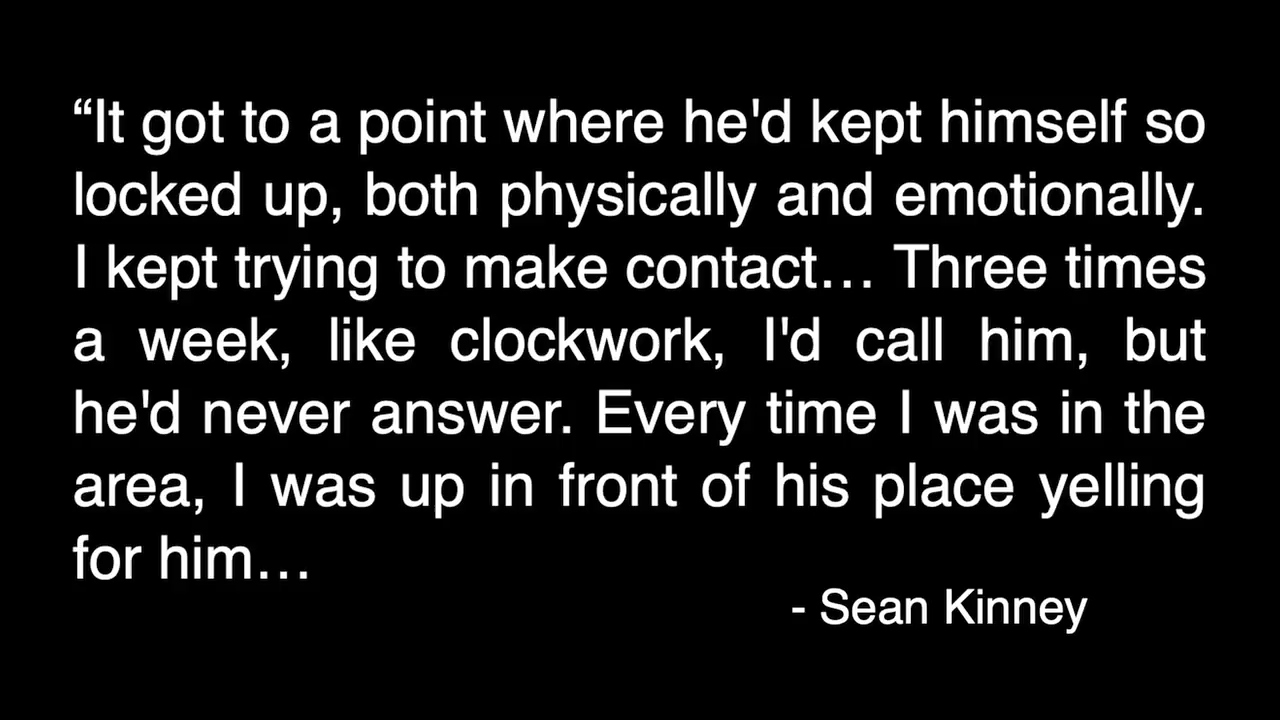 “It got to a point where he'd kept himself so
locked up, both physically and emotionally.
I kept trying to make contact… Three times
a week, like clockwork, I'd call him, but
he'd never answer. Every time I was in the
area, I was up in front of his place yelling
for him…
- Sean Kinney